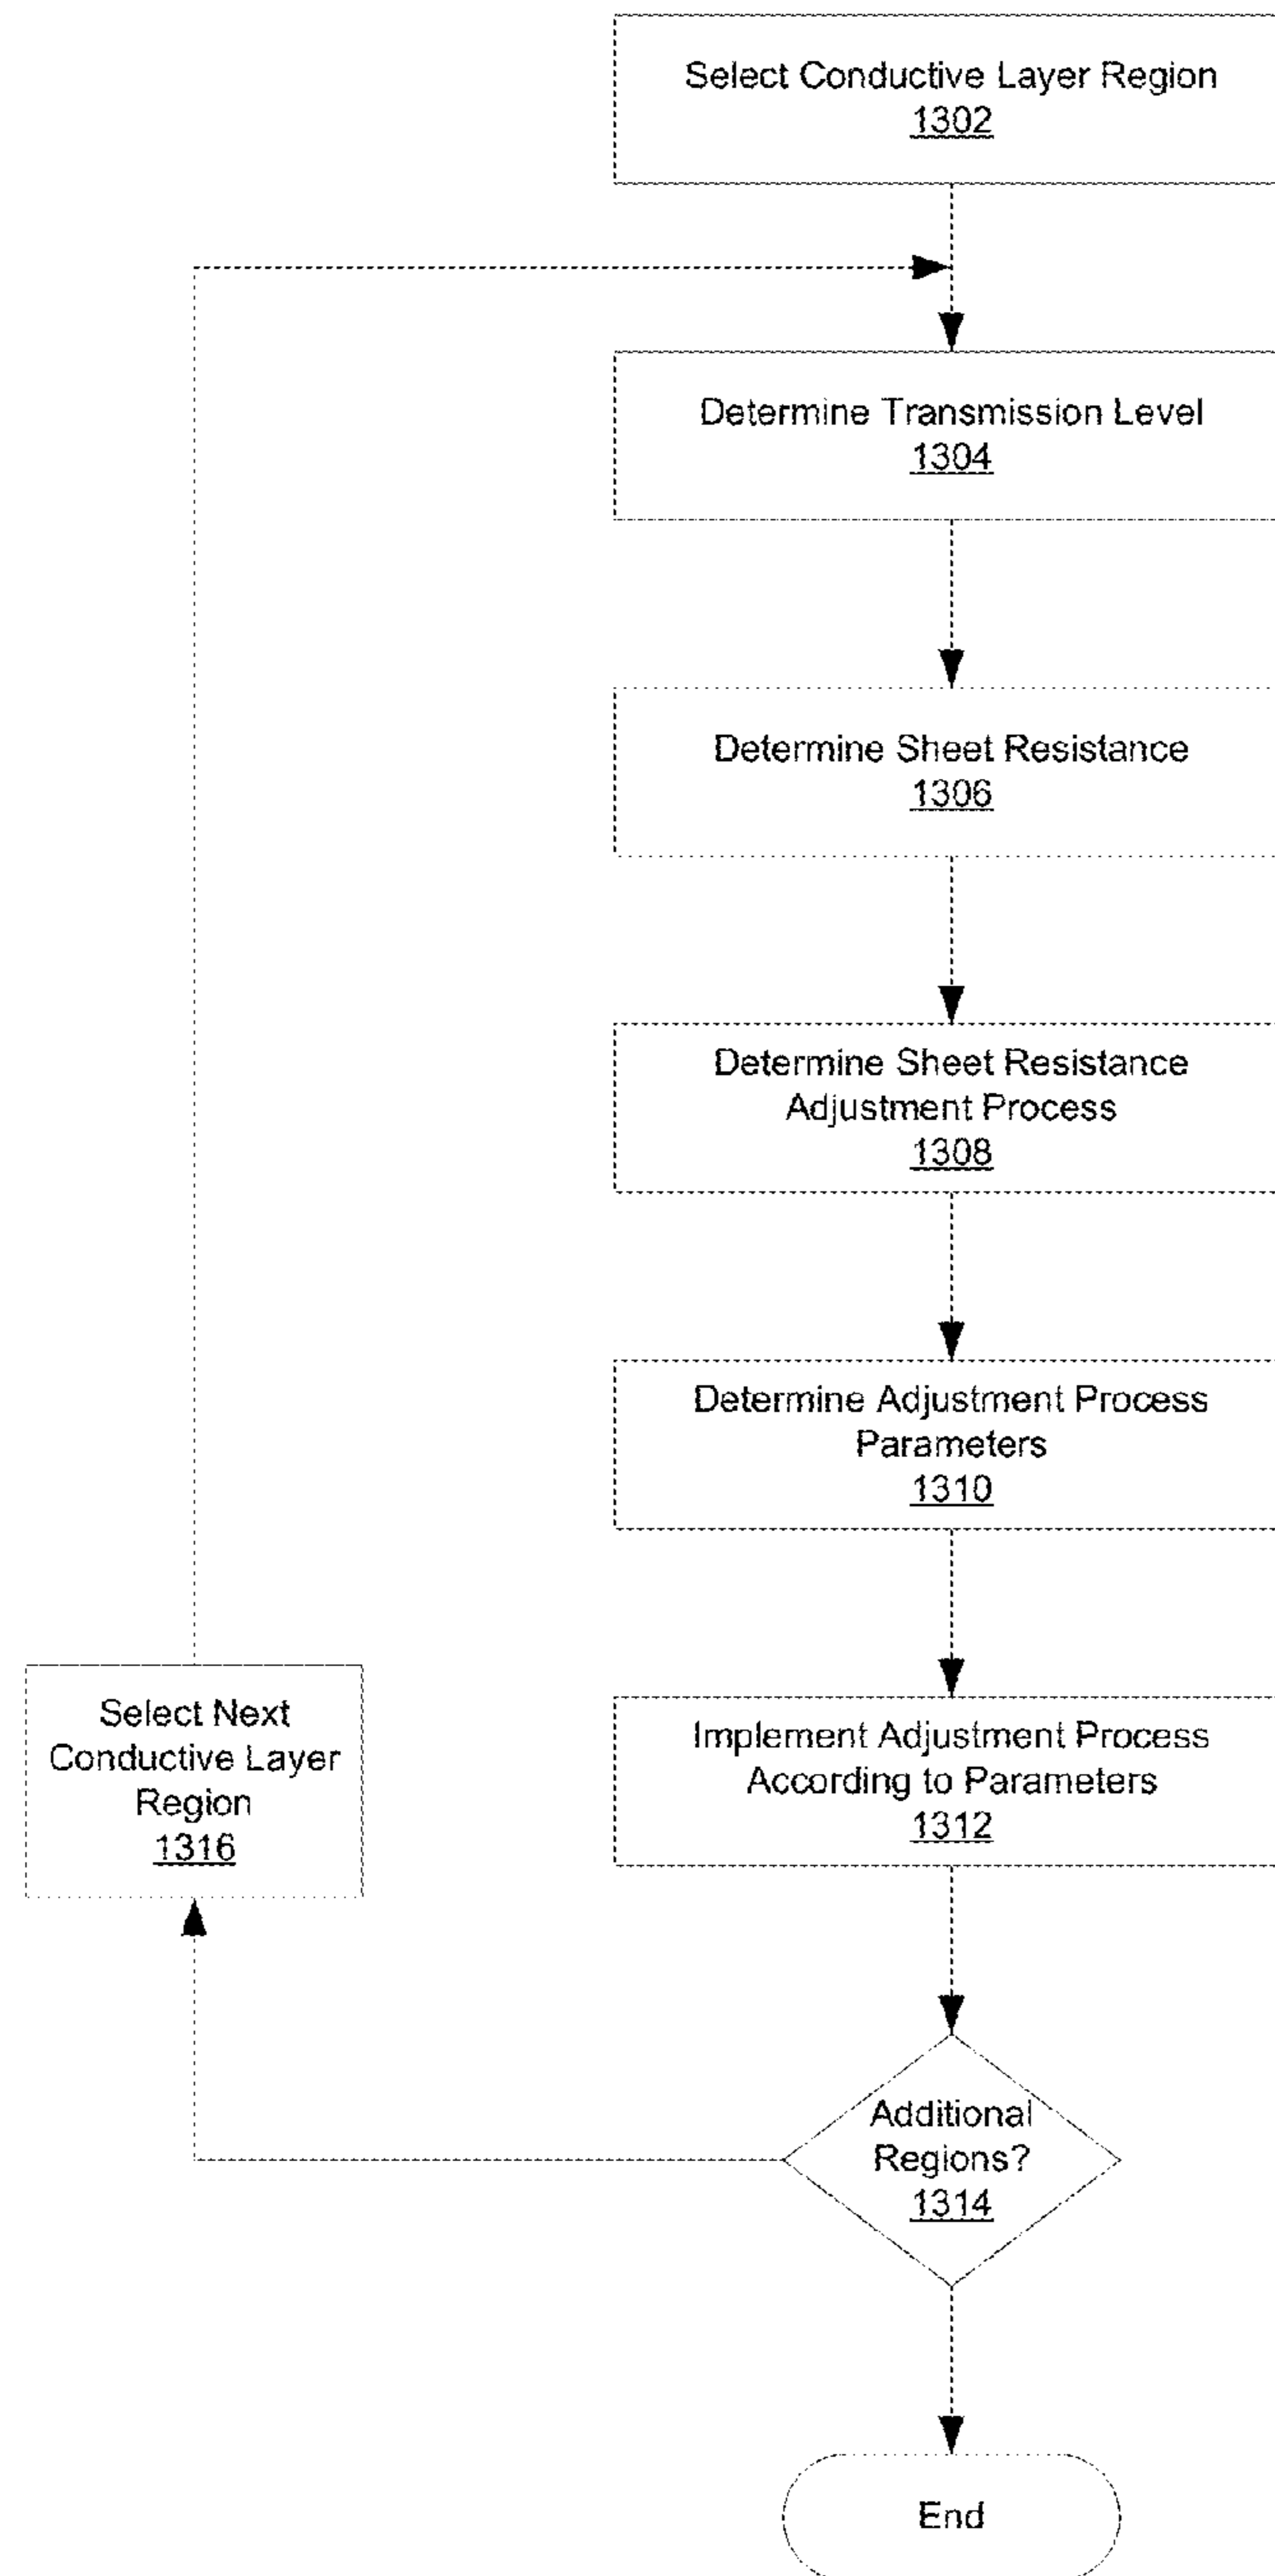 Select Conductive Layer Region
1302
Determine Transmission Level
1304
Determine Sheet Resistance
1306
Determine Sheet Resistance
Adjustment Process
1308
Determine Adjustment Process
Parameters
1310
Implement Adjustment Process
According to Parameters
1312
Select Next
Conductive Layer
Region
1316
Additional
Regions?
1314
End